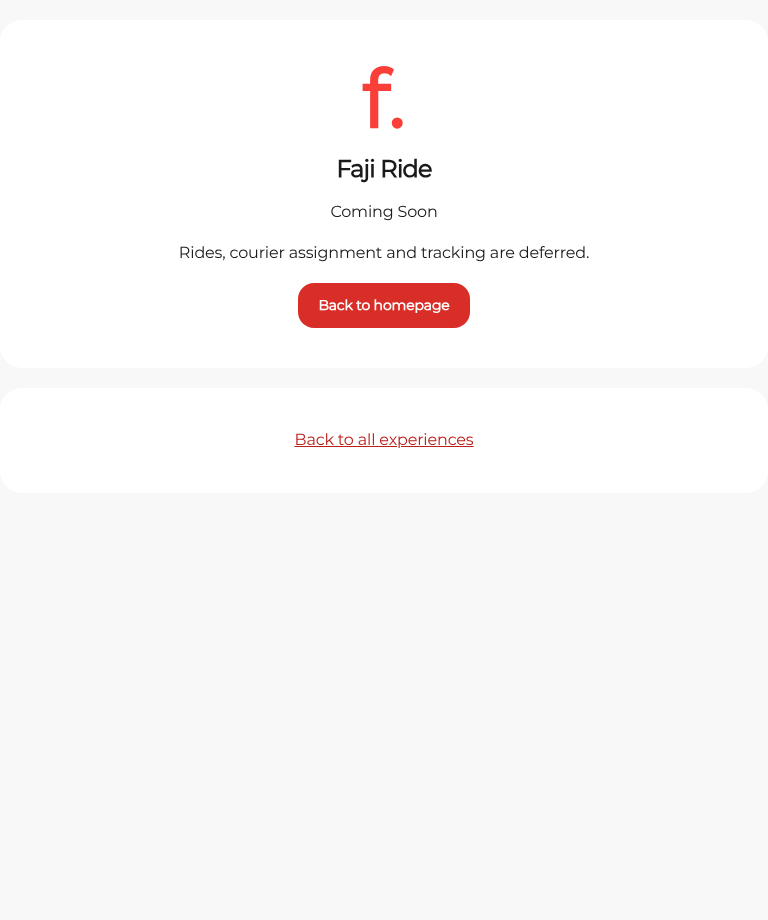 f.
Faji Ride
Coming Soon
Rides, courier assignment and tracking are deferred.
Back to homepage
Back to all experiences